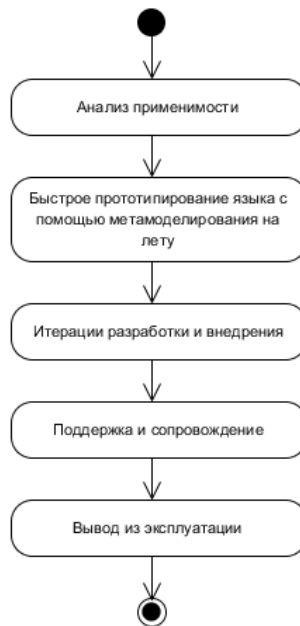 Анализ применимости
Быстрое прототипирование языка с
помощью метамоделирования на
лету
Итерации разработки и внедрения
Поддержка и сопровождение
Вывод из эксплуатации